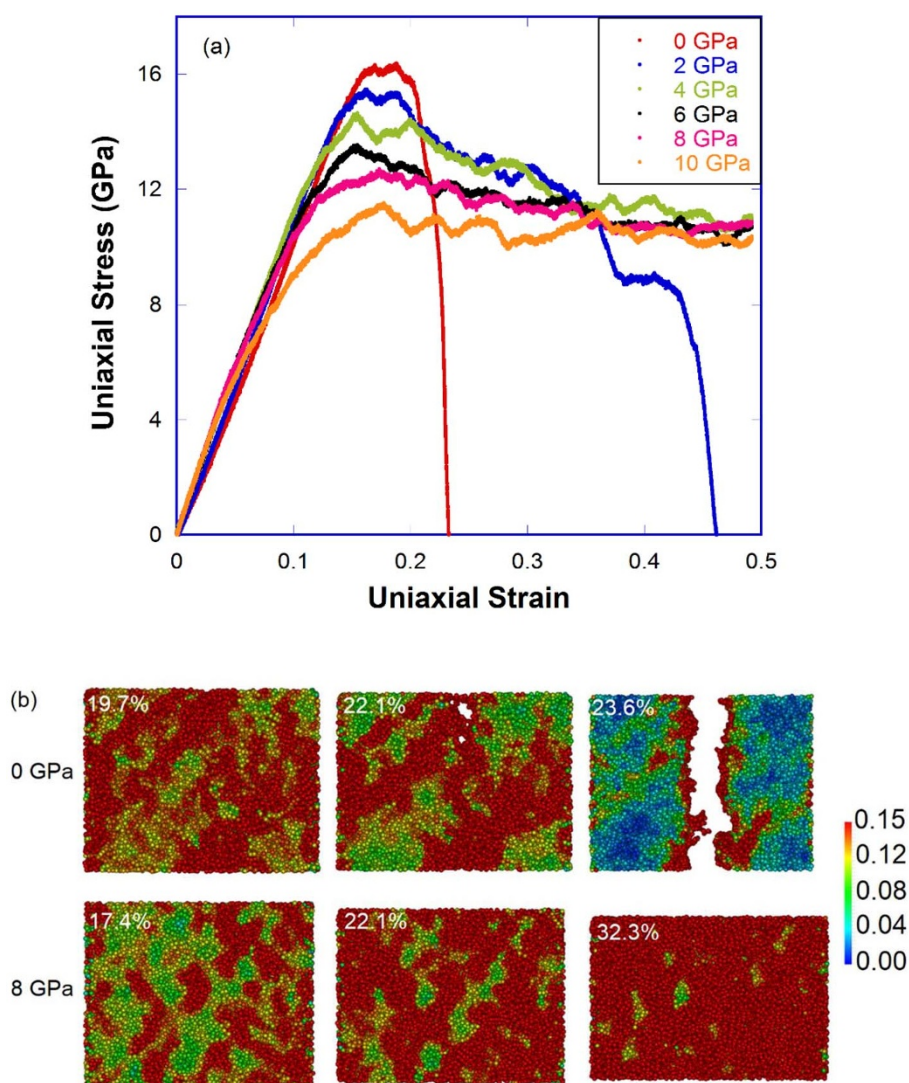 (a)
0 GPa
2 GPa
4 GPa
6 GPa
8 GPa
10 GPa
Uniaxial Stress (GPa)
16
12
8
4
0
0 0.1 0.2 0.3 0.4 0.5
Uniaxial Strain
(b)
0 GPa
19.7% 22.1% 23.6%
8 GPa
17.4% 22.1% 32.3%
0.15
0.12
0.08
0.04
0.00